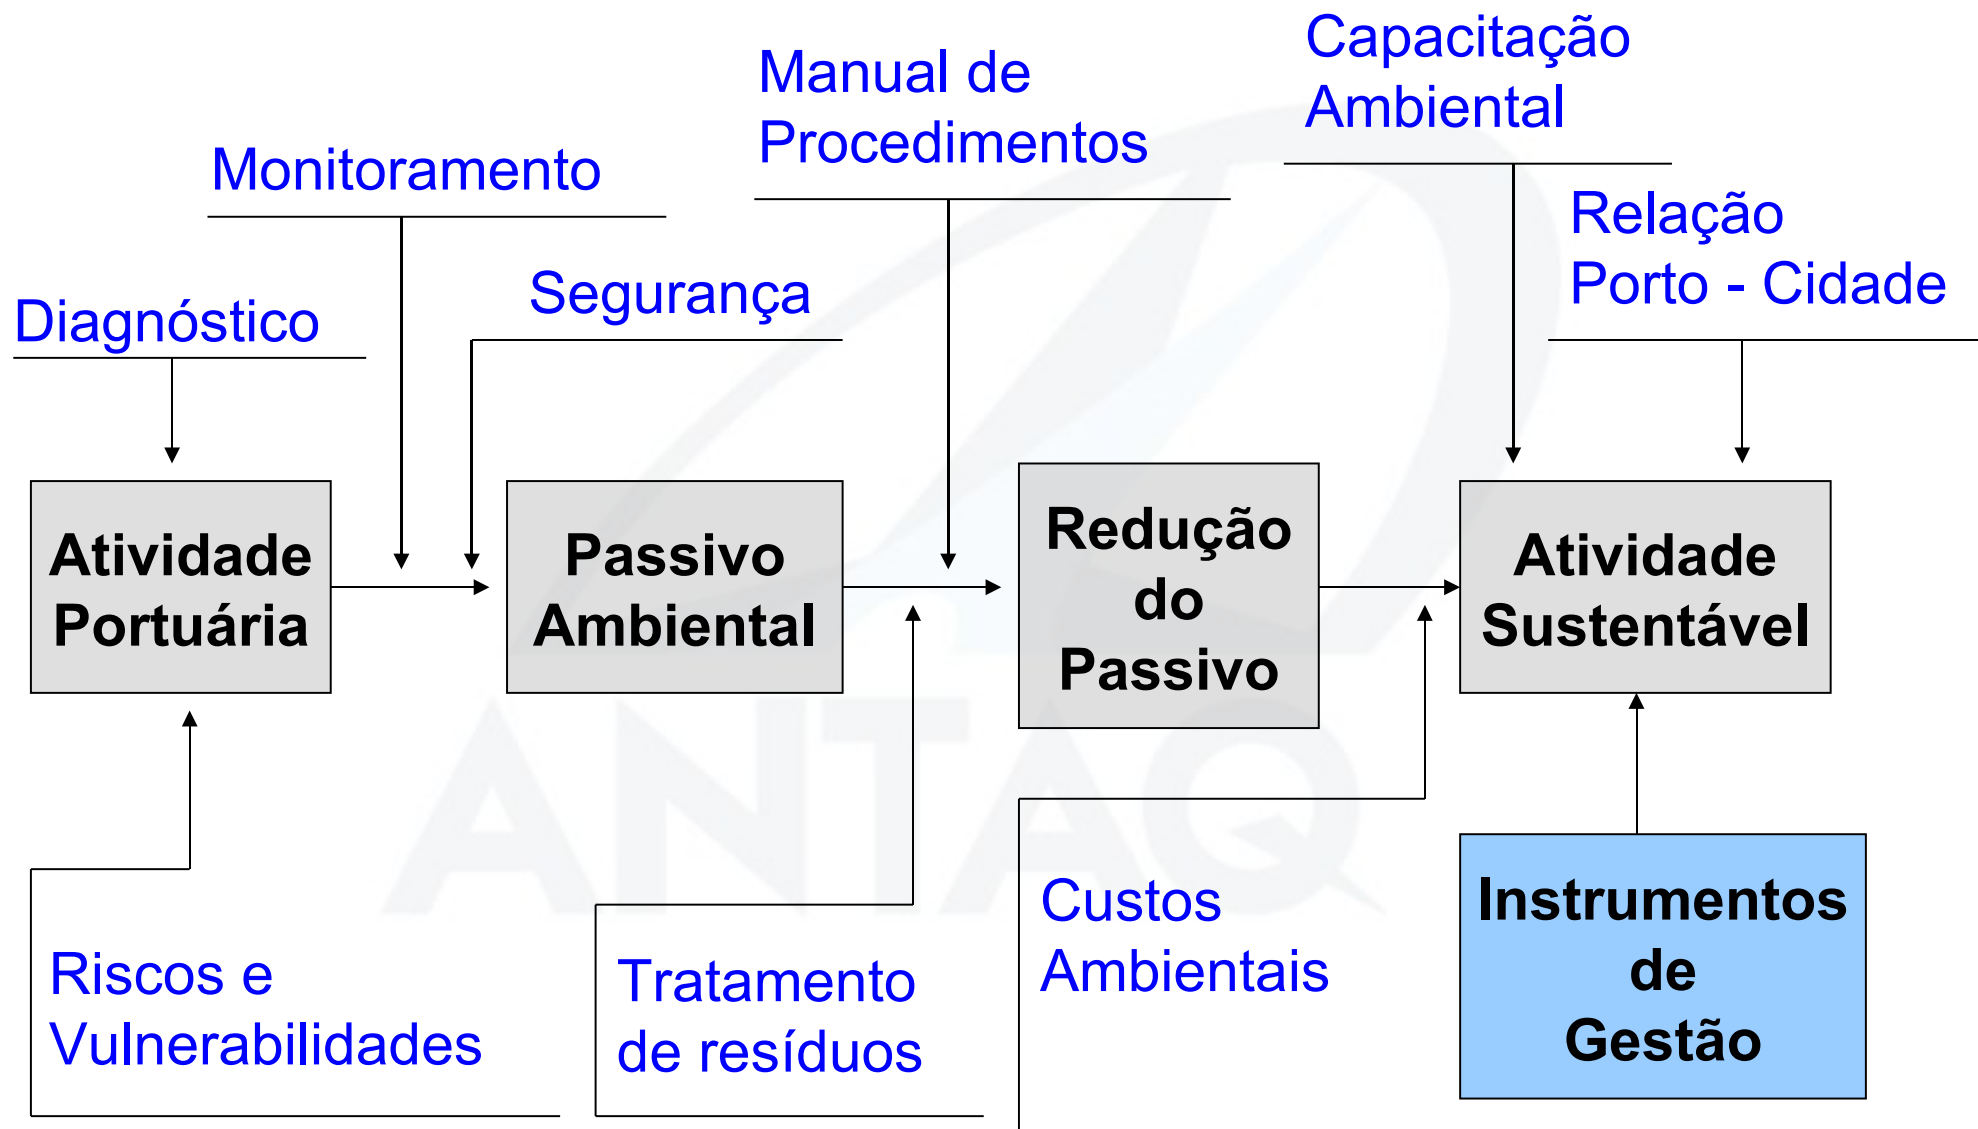 Capacitação
Ambiental
Manual de
Procedimentos
Monitoramento
Relação
Porto - Cidade
Segurança
Diagnóstico
Atividade
Portuária
Passivo
Ambiental
Redução
do
Passivo
Atividade
Sustentável
ANTAQ
Instrumentos
de
Gestão
Custos
Ambientais
Riscos e
Vulnerabilidades
Tratamento
de resíduos